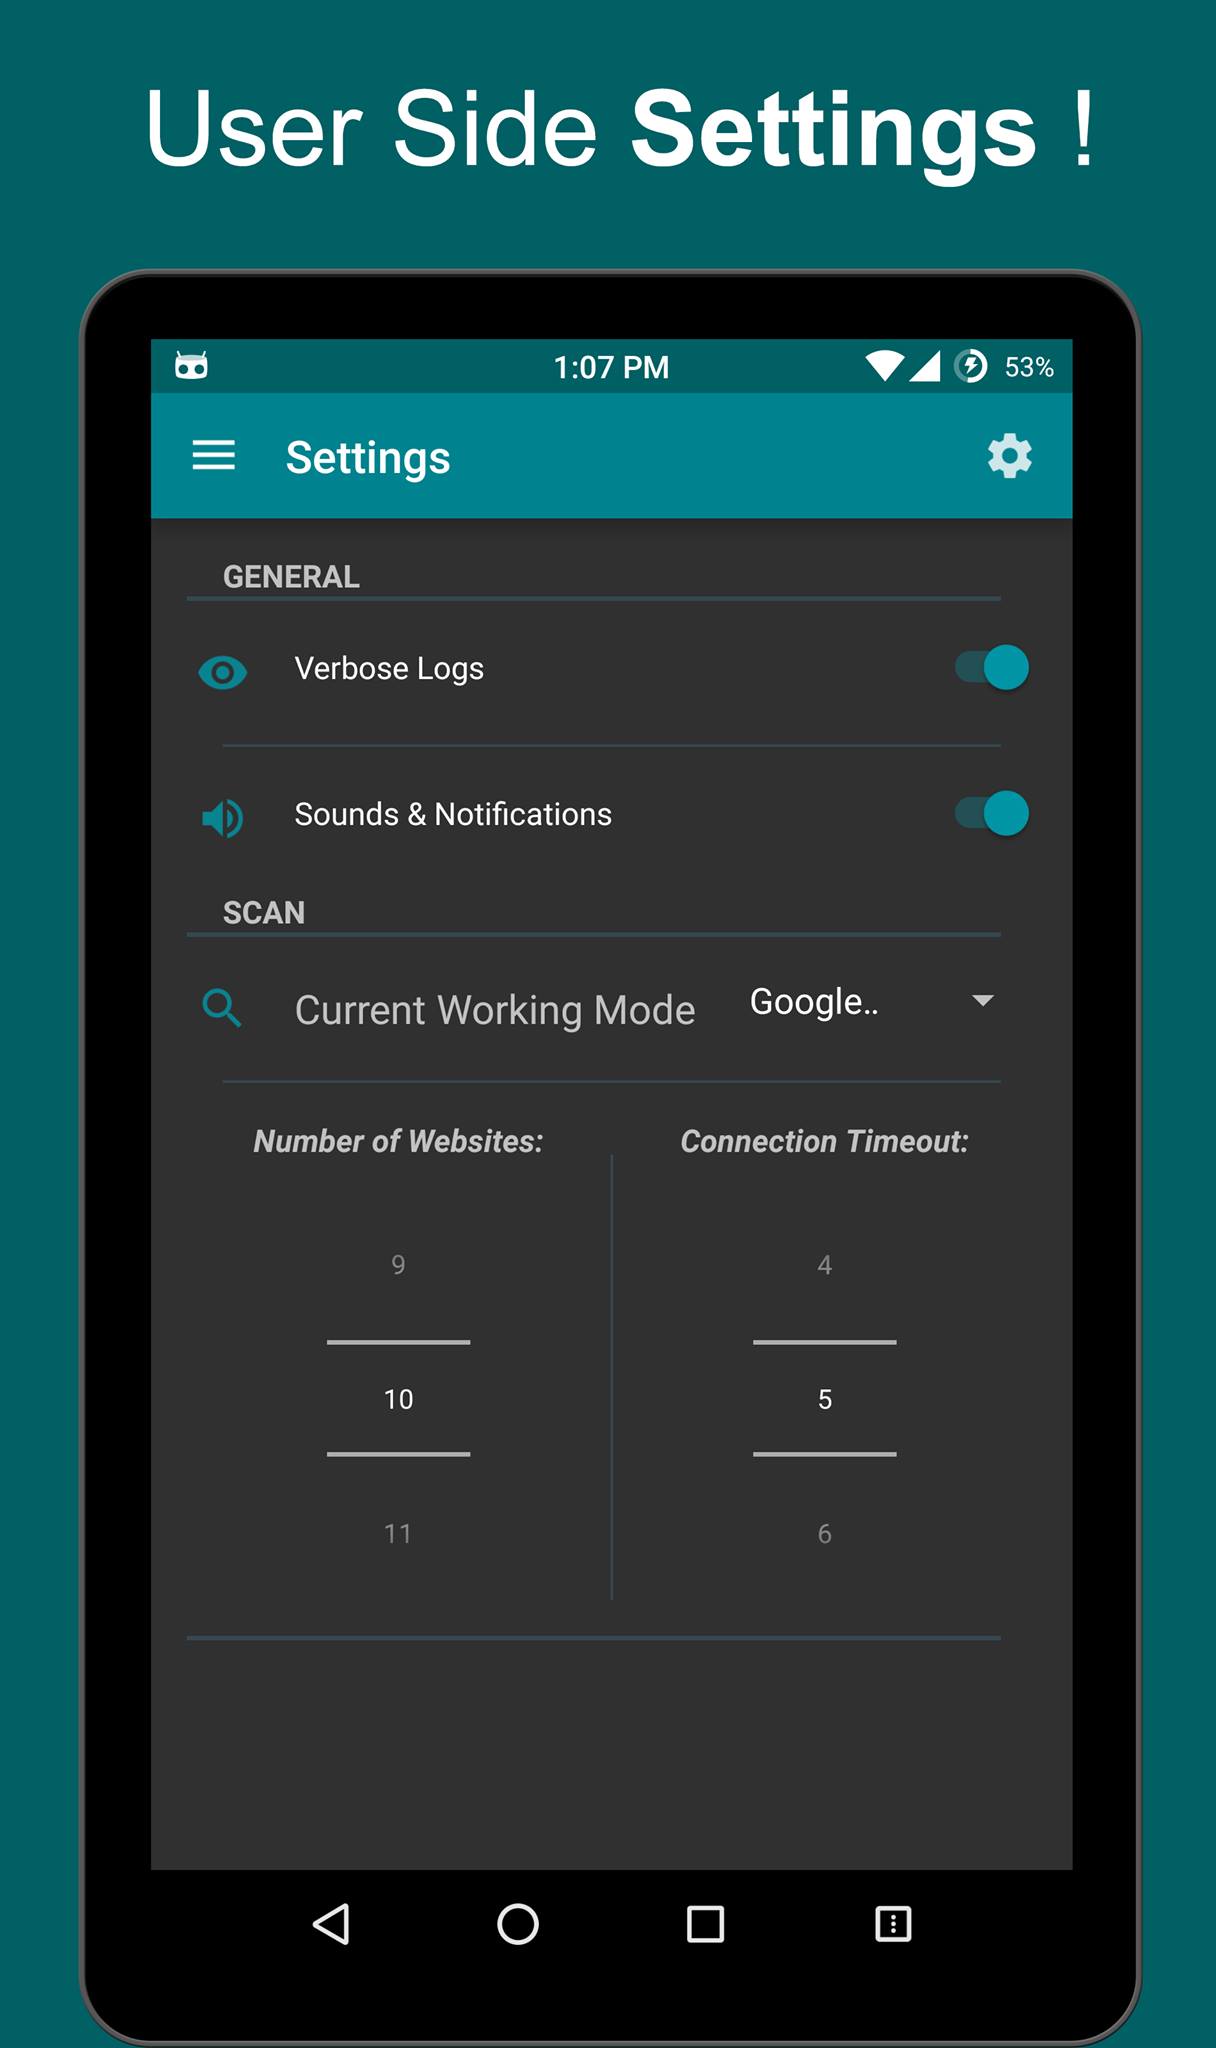 User Side Settings !
1:07 PM
53%
Settings
GENERAL
Verbose Logs
Sounds & Notifications
SCAN
Current Working Mode Google..
Number of Websites: Connection Timeout:
9 4
10 5
11 6